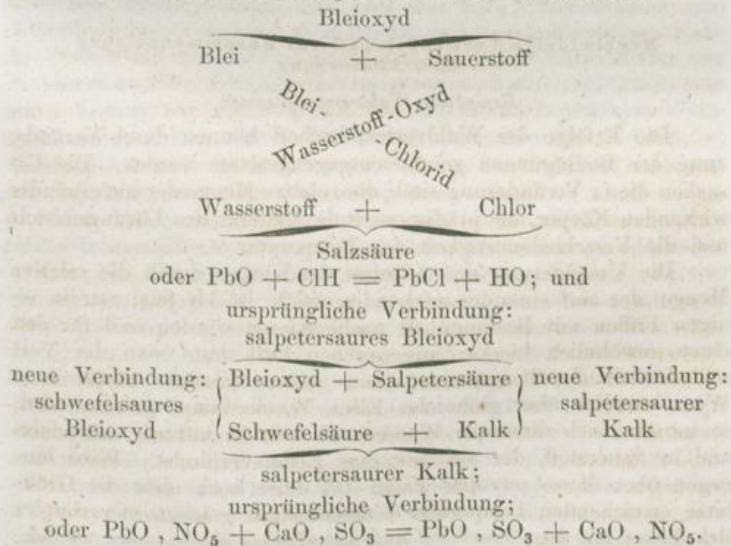 Bleioxyd
Blei + Sauerstoff
Blei-
Wasserstoff-Oxyd
-Chlorid
Wasserstoff + Chlor
Salzsäure
oder PbO + ClH = PbCl + HO; und
ursprüngliche Verbindung:
salpetersaures Bleioxyd
neue Verbindung: { Bleioxyd + Salpetersäure } neue Verbindung:
schwefelsaures salpetersaurer
Bleioxyd Schwefelsäure + Kalk Kalk
salpetersaurer Kalk;
ursprüngliche Verbindung;
oder PbO , NO₅ + CaO , SO₃ = PbO , SO₃ + CaO , NO₅.